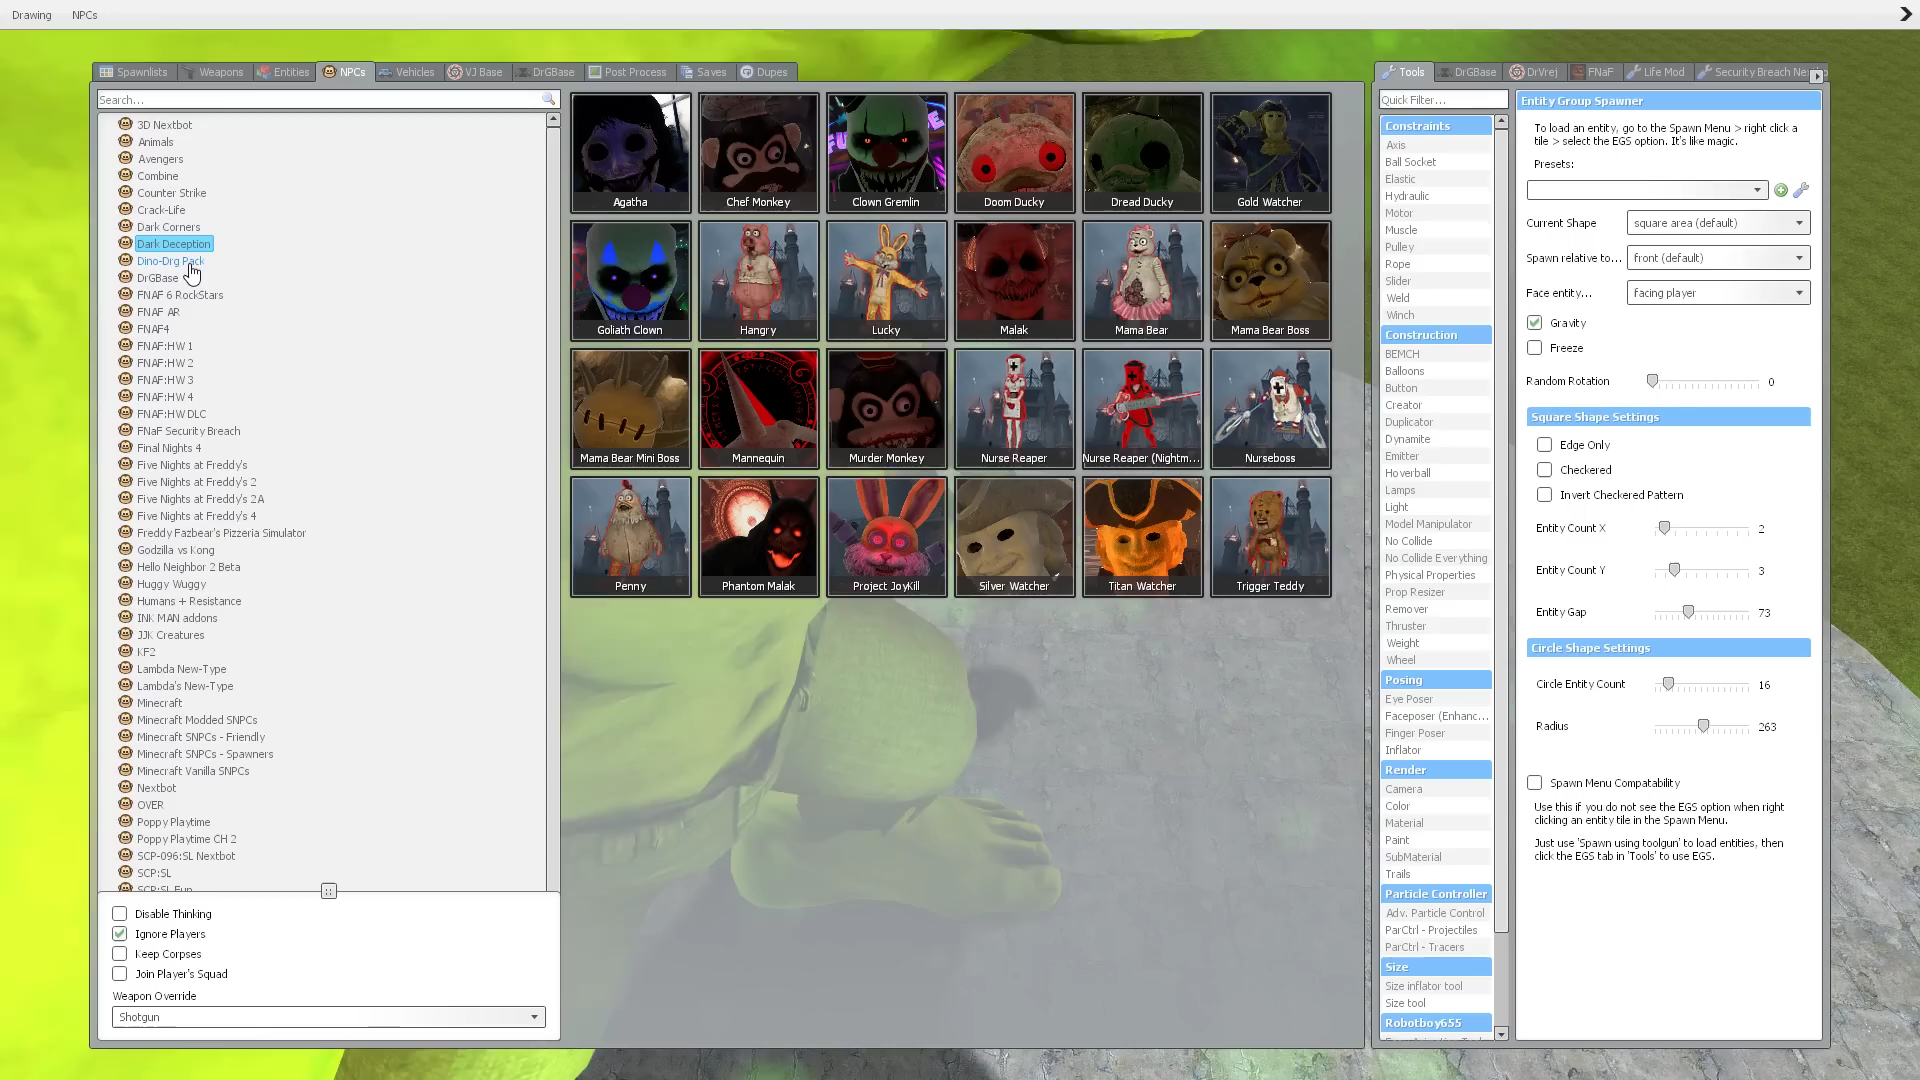 Drawing NPCs
Spawnlists Weapons Entities NPCs Vehicles VJ Base DrGBase Post Process Saves Dupes
Search...
3D Nextbot
Animals
Avengers
Combine
Counter Strike
Crack-Life
Dark Corners
Dark Deception
Dino-Drg Pack
DrGBase
FNAF 6 RockStars
FNAF AR
FNAF4
FNAF:HW 1
FNAF:HW 2
FNAF:HW 3
FNAF:HW 4
FNAF:HW DLC
FNaF Security Breach
Final Nights 4
Five Nights at Freddy's
Five Nights at Freddy's 2
Five Nights at Freddy's 2A
Five Nights at Freddy's 4
Freddy Fazbear's Pizzeria Simulator
Godzilla vs Kong
Hello Neighbor 2 Beta
Huggy Wuggy
Humans + Resistance
INK MAN addons
JJK Creatures
KF2
Lambda New-Type
Lambda's New-Type
Minecraft
Minecraft Modded SNPCs
Minecraft SNPCs - Friendly
Minecraft SNPCs - Spawners
Minecraft Vanilla SNPCs
Nextbot
OVER
Poppy Playtime
Poppy Playtime CH 2
SCP-096:SL Nextbot
SCP:SL
SCP:SL Fun
Disable Thinking
Ignore Players
Keep Corpses
Join Player's Squad
Weapon Override
Shotgun
Agatha Chef Monkey Clown Gremlin Doom Ducky Dread Ducky Gold Watcher
Goliath Clown Hangry Lucky Malak Mama Bear Mama Bear Boss
Mama Bear Mini Boss Mannequin Murder Monkey Nurse Reaper Nurse Reaper (Nightm... Nurseboss
Penny Phantom Malak Project JoyKill Silver Watcher Titan Watcher Trigger Teddy
Tools DrGBase DrVrej FNaF Life Mod Security Breach
Quick Filter...
Constraints
Axis
Ball Socket
Elastic
Hydraulic
Motor
Muscle
Pulley
Rope
Slider
Weld
Winch
Construction
BEMCH
Balloons
Button
Creator
Duplicator
Dynamite
Emitter
Hoverball
Lamps
Light
Model Manipulator
No Collide
No Collide Everything
Physical Properties
Prop Resizer
Remover
Thruster
Weight
Wheel
Posing
Eye Poser
Faceposer (Enhanc...
Finger Poser
Inflator
Render
Camera
Color
Material
Paint
SubMaterial
Trails
Particle Controller
Adv. Particle Control
ParCtrl - Projectiles
ParCtrl - Tracers
Size
Size inflator tool
Size tool
Robotboy655
Entity Group Spawner
To load an entity, go to the Spawn Menu > right click a
tile > select the EGS option. It's like magic.
Presets:
Current Shape square area (default)
Spawn relative to... front (default)
Face entity... facing player
Gravity
Freeze
Random Rotation 0
Square Shape Settings
Edge Only
Checkered
Invert Checkered Pattern
Entity Count X 2
Entity Count Y 3
Entity Gap 73
Circle Shape Settings
Circle Entity Count 16
Radius 263
Spawn Menu Compatability
Use this if you do not see the EGS option when right
clicking an entity tile in the Spawn Menu.
Just use 'Spawn using toolgun' to load entities, then
click the EGS tab in 'Tools' to use EGS.